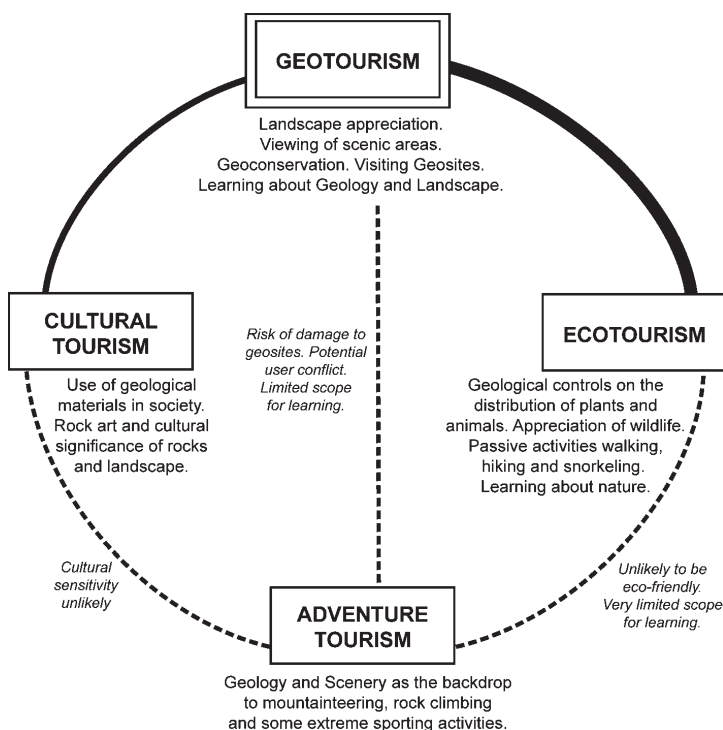 GEOTOURISM
Landscape appreciation.
Viewing of scenic areas.
Geoconservation. Visiting Geosites.
Learning about Geology and Landscape.
CULTURAL
TOURISM
Use of geological
materials in society.
Rock art and cultural
significance of rocks
and landscape.
Risk of damage to
geosites. Potential
user conflict.
Limited scope
for learning.
ECOTOURISM
Geological controls on the
distribution of plants and
animals. Appreciation of wildlife.
Passive activities walking,
hiking and snorkeling.
Learning about nature.
Cultural
sensitivity
unlikely
Unlikely to be
eco-friendly.
Very limited scope
for learning.
ADVENTURE
TOURISM
Geology and Scenery as the backdrop
to mountainteering, rock climbing
and some extreme sporting activities.